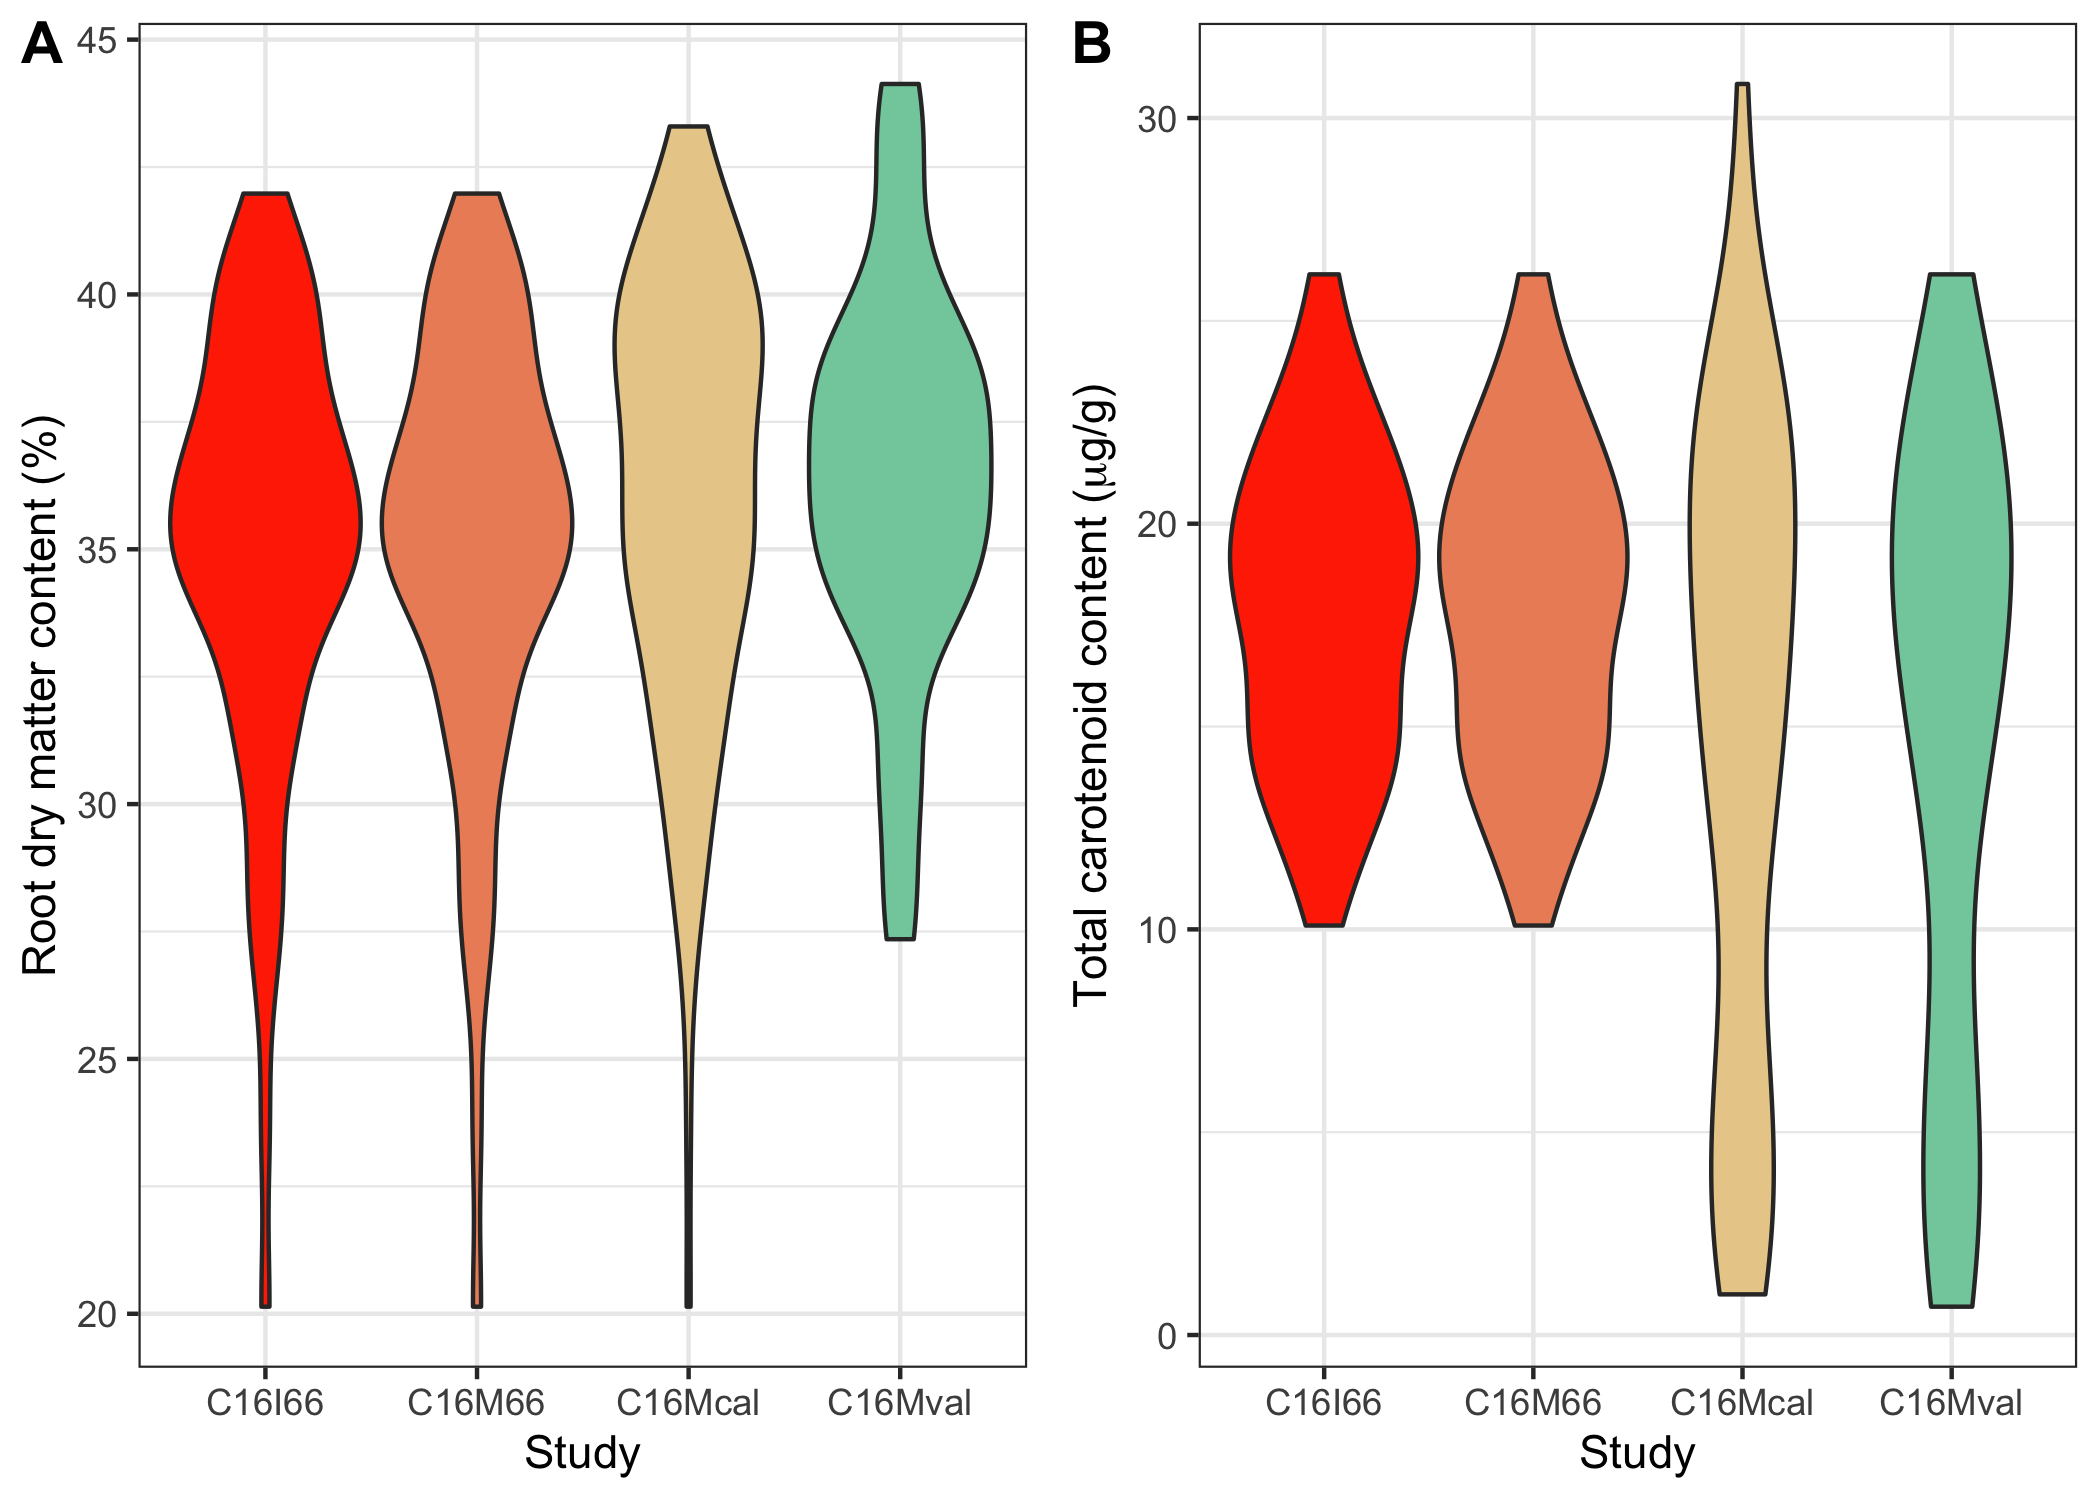 A
Root dry matter content (%)
45
40
35
30
25
20
C16I66
C16M66
C16Mcal
C16Mval
Study
B
Total carotenoid content (μg/g)
30
20
10
0
C16I66
C16M66
C16Mcal
C16Mval
Study